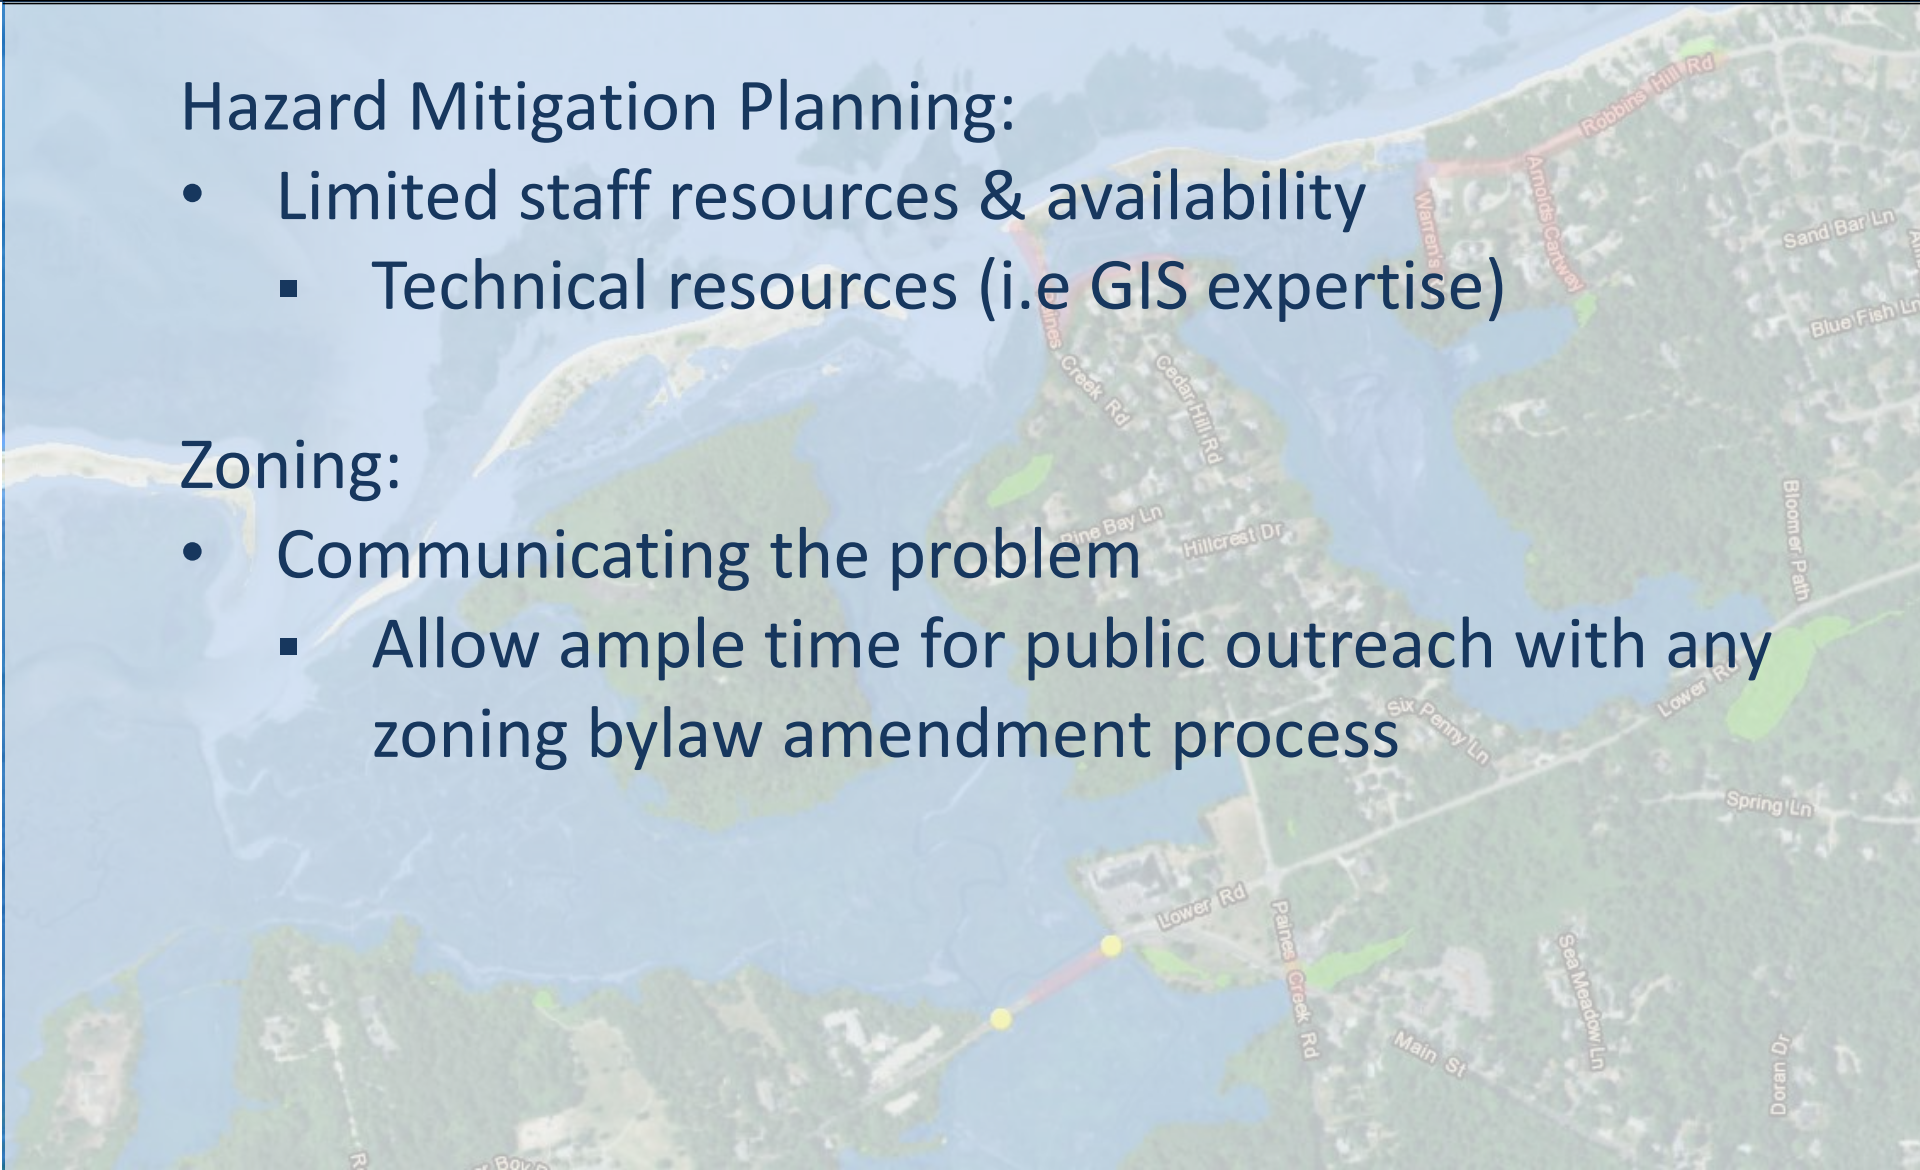 Hazard Mitigation Planning:
• Limited staff resources & availability
▪ Technical resources (i.e GIS expertise)
Zoning:
• Communicating the problem
▪ Allow ample time for public outreach with any
zoning bylaw amendment process
Robbins Hill Rd
Arnolds Cartway
Warren's
Sand Bar Ln
Blue Fish Ln
Creek Rd
Cedar Hill Rd
Pine Bay Ln
Hillcrest Dr
Bloomer Path
Lower Rd
Six Penny Ln
Spring Ln
Lower Rd
Paines Creek Rd
Sea Meadow Ln
Main St
Doran Dr